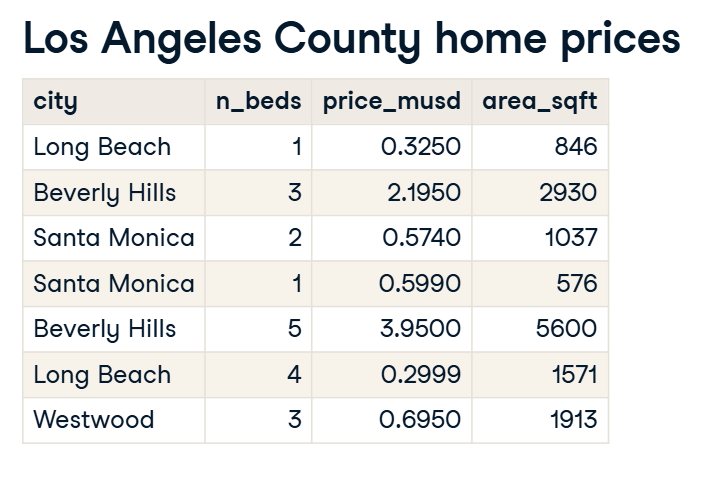 Los Angeles County home prices
city n_beds price_musd area_sqft
Long Beach 1 0.3250 846
Beverly Hills 3 2.1950 2930
Santa Monica 2 0.5740 1037
Santa Monica 1 0.5990 576
Beverly Hills 5 3.9500 5600
Long Beach 4 0.2999 1571
Westwood 3 0.6950 1913